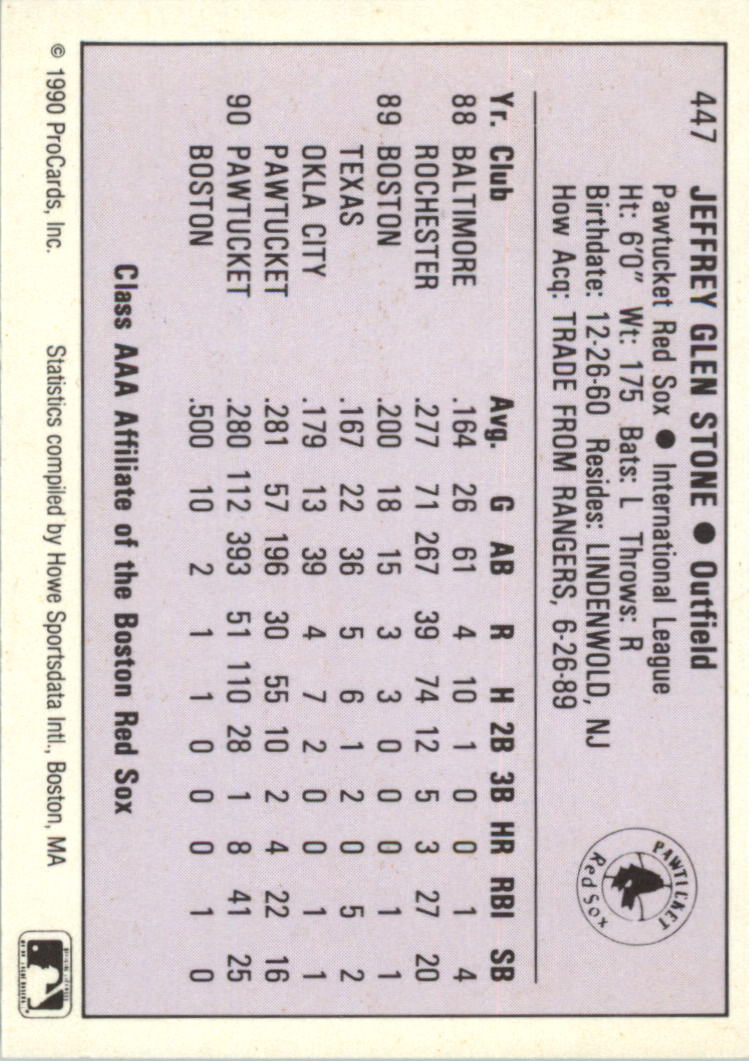 447 JEFFREY GLEN STONE ● Outfield
Pawtucket Red Sox ● International League
Ht: 6'0" Wt: 175 Bats: L Throws: R
Birthdate: 12-26-60 Resides: LINDENWOLD, NJ
How Acq: TRADE FROM RANGERS, 6-26-89
PAWTUCKET
Red Sox
Yr. Club Avg. G AB R H 2B 3B HR RBI SB
88 BALTIMORE .164 26 61 4 10 1 0 0 1 4
ROCHESTER .277 71 267 39 74 12 5 3 27 20
89 BOSTON .200 18 15 3 3 0 0 0 1 1
TEXAS .167 22 36 5 6 1 2 0 5 2
OKLA CITY .179 13 39 4 7 2 0 0 1 1
PAWTUCKET .281 57 196 30 55 10 2 4 22 16
90 PAWTUCKET .280 112 393 51 110 28 1 8 41 25
BOSTON .500 10 2 1 1 0 0 0 1 0
Class AAA Affiliate of the Boston Red Sox
© 1990 ProCards, Inc. Statistics compiled by Howe Sportsdata Intl., Boston, MA